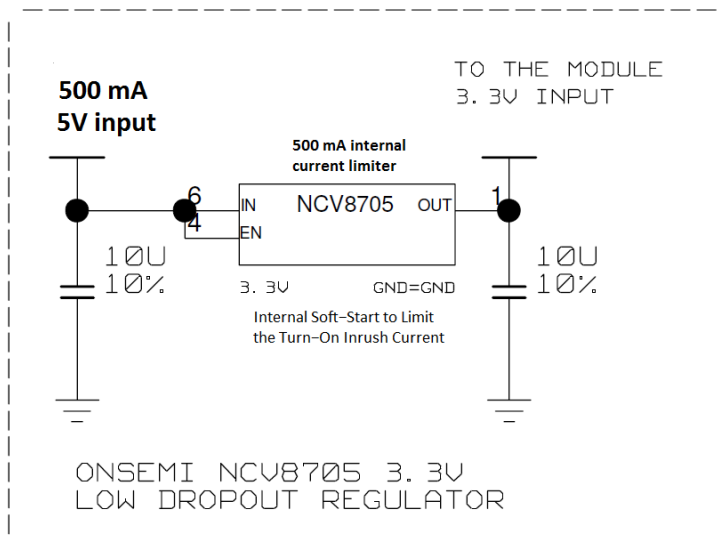 500 mA
5V input
TO THE MODULE
3.3V INPUT
500 mA internal
current limiter
6
IN
NCV8705
OUT
1
4
EN
10U
10%
3.3V
GND=GND
10U
10%
Internal Soft–Start to Limit
the Turn–On Inrush Current
ONSEMI NCV8705 3.3V
LOW DROPOUT REGULATOR